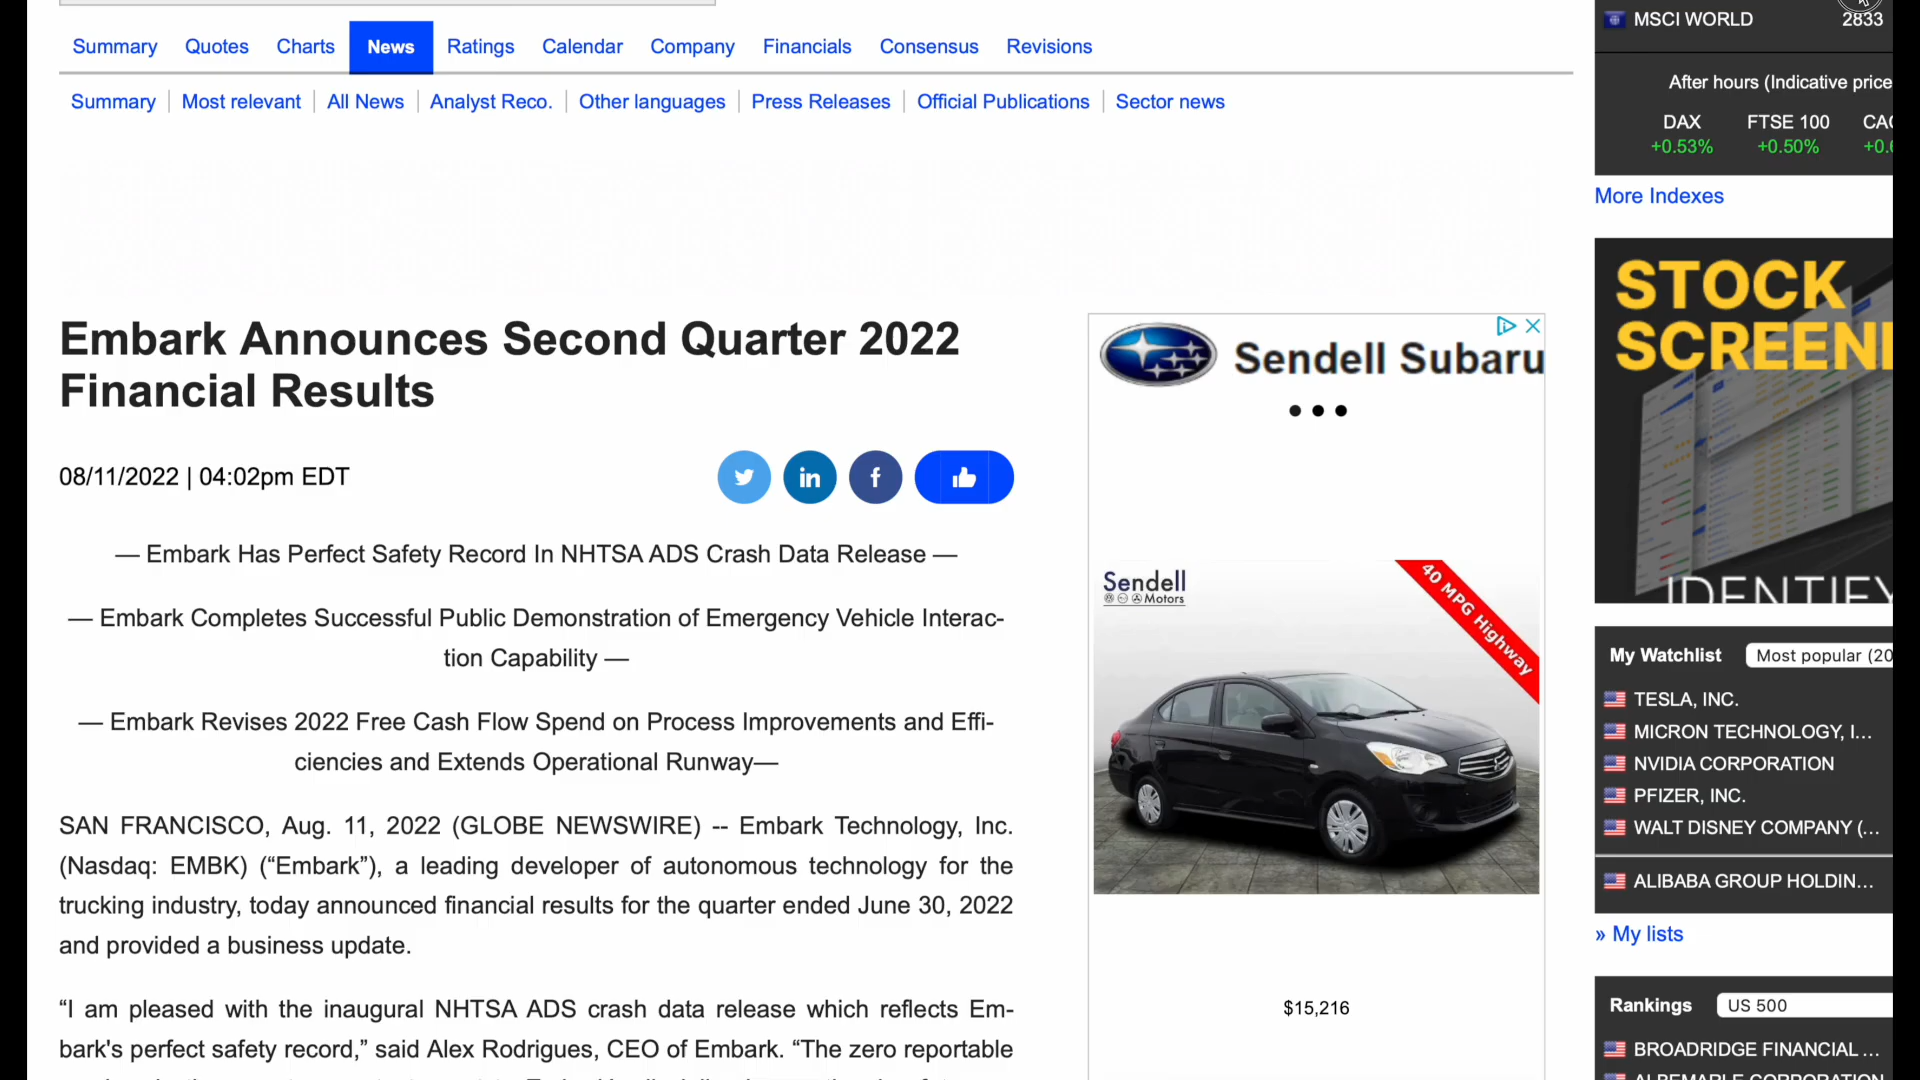 Summary Quotes Charts News Ratings Calendar Company Financials Consensus Revisions
Summary Most relevant All News Analyst Reco. Other languages Press Releases Official Publications Sector news
Embark Announces Second Quarter 2022
Financial Results
08/11/2022 | 04:02pm EDT
— Embark Has Perfect Safety Record In NHTSA ADS Crash Data Release —
— Embark Completes Successful Public Demonstration of Emergency Vehicle Interac-
tion Capability —
— Embark Revises 2022 Free Cash Flow Spend on Process Improvements and Effi-
ciencies and Extends Operational Runway—
SAN FRANCISCO, Aug. 11, 2022 (GLOBE NEWSWIRE) -- Embark Technology, Inc.
(Nasdaq: EMBK) (“Embark”), a leading developer of autonomous technology for the
trucking industry, today announced financial results for the quarter ended June 30, 2022
and provided a business update.
“I am pleased with the inaugural NHTSA ADS crash data release which reflects Em-
bark's perfect safety record,” said Alex Rodrigues, CEO of Embark. “The zero reportable
Sendell Subaru
Sendell
Motors
40 MPG Highway
$15,216
MSCI WORLD 2833
After hours (Indicative price
DAX FTSE 100 CAC
+0.53% +0.50% +0.6
More Indexes
STOCK
SCREEN
IDENTIFY
My Watchlist Most popular (20
TESLA, INC.
MICRON TECHNOLOGY, I...
NVIDIA CORPORATION
PFIZER, INC.
WALT DISNEY COMPANY (...
ALIBABA GROUP HOLDIN...
» My lists
Rankings US 500
BROADRIDGE FINANCIAL ...
ALBEMARLE CORPORATION